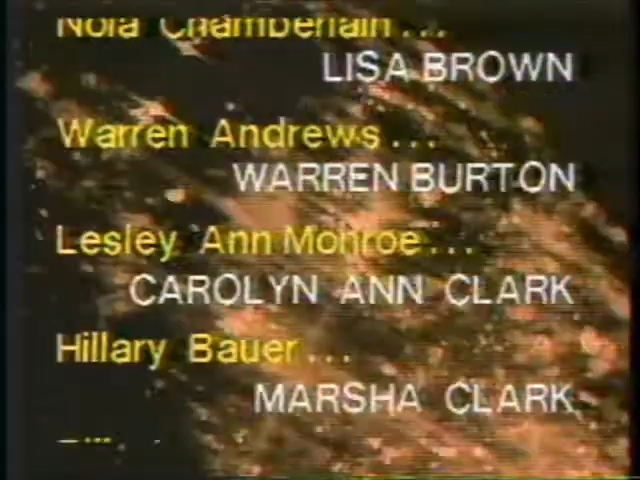 Nola Chamberlain...
LISA BROWN
Warren Andrews...
WARREN BURTON
Lesley Ann Monroe...
CAROLYN ANN CLARK
Hillary Bauer...
MARSHA CLARK